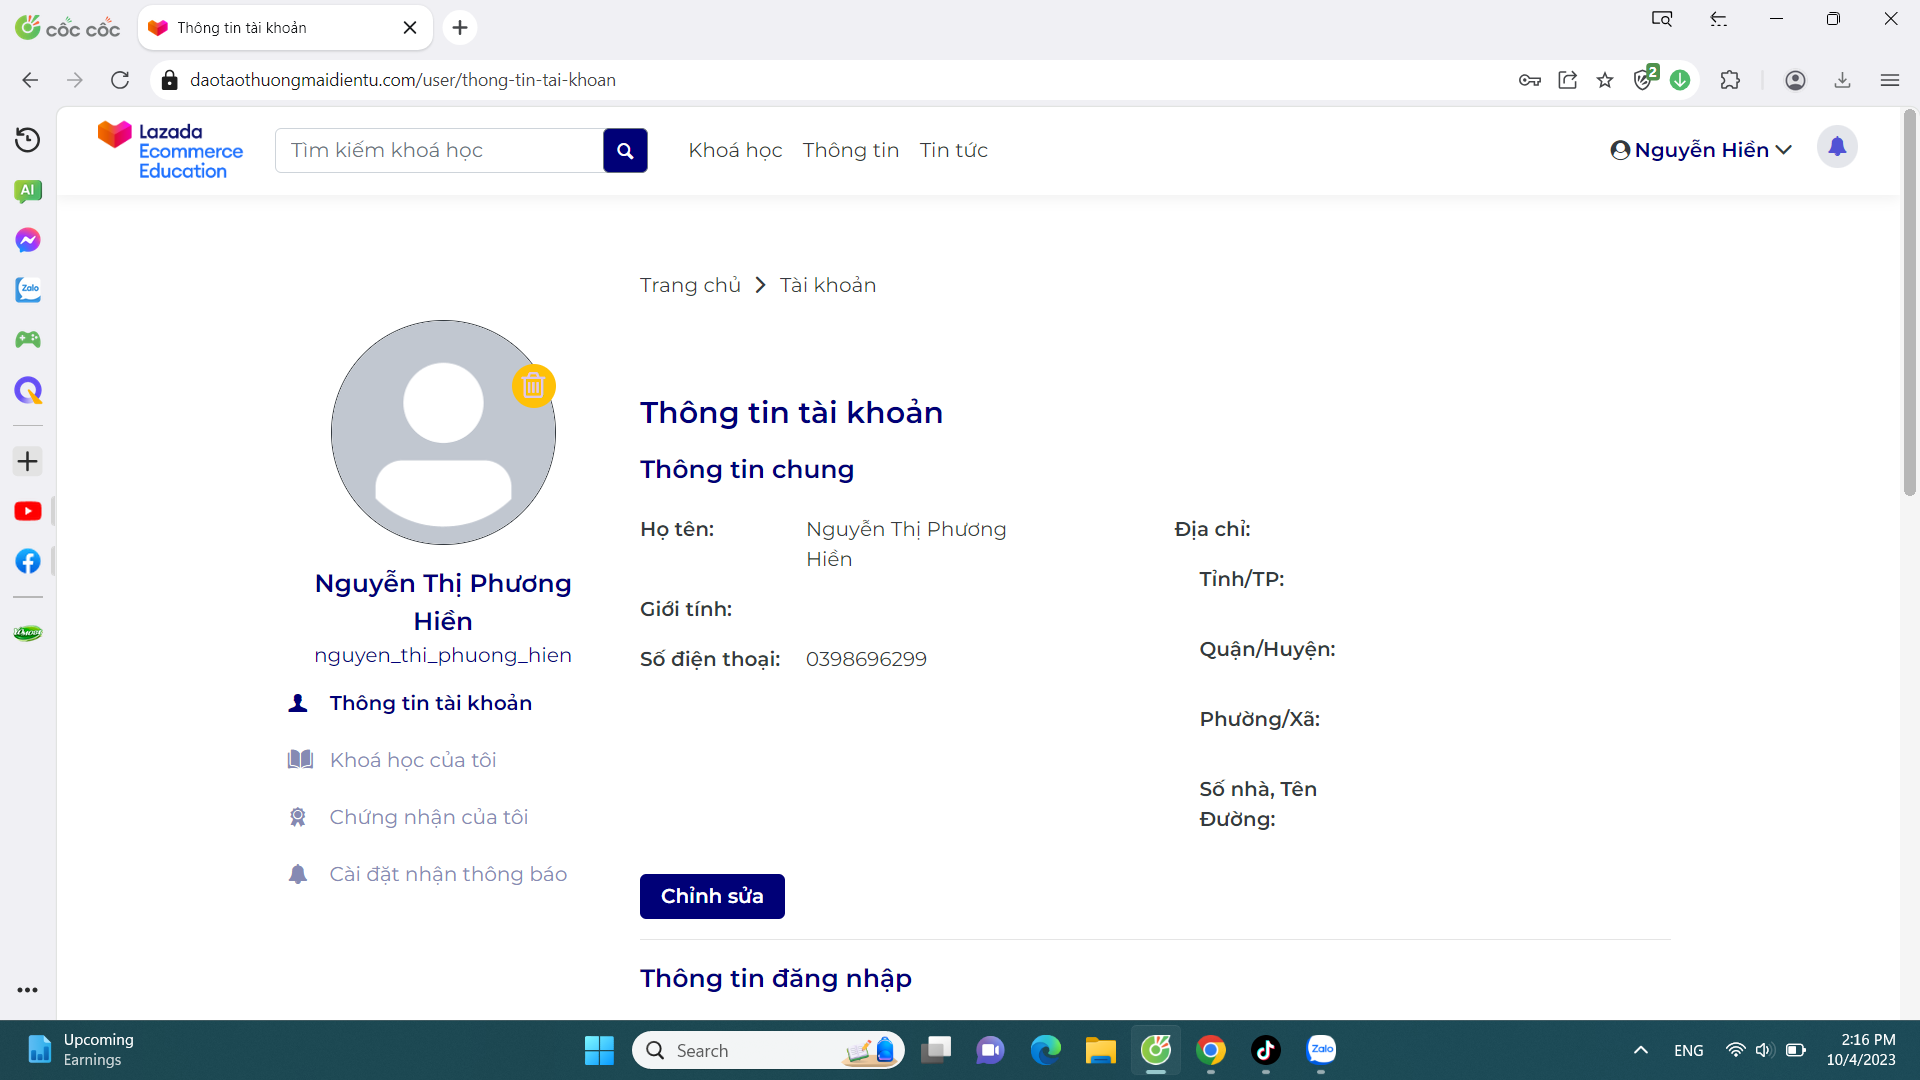 cốc cốc
Thông tin tài khoản
daotaothuongmaidientu.com/user/thong-tin-tai-khoan
2
Lazada
Ecommerce
Education
Tìm kiếm khoá học
Khoá học
Thông tin
Tin tức
Nguyễn Hiền
AI
Zalo
Trang chủ
Tài khoản
Thông tin tài khoản
Thông tin chung
Họ tên:
Nguyễn Thị Phương
Hiền
Địa chỉ:
Tỉnh/TP:
Giới tính:
Số điện thoại:
0398696299
Quận/Huyện:
Phường/Xã:
Số nhà, Tên
Đường:
Nguyễn Thị Phương
Hiền
nguyen_thi_phuong_hien
Thông tin tài khoản
Khoá học của tôi
Chứng nhận của tôi
Cài đặt nhận thông báo
Chỉnh sửa
Thông tin đăng nhập
Upcoming
Earnings
Search
Zalo
ENG
2:16 PM
10/4/2023